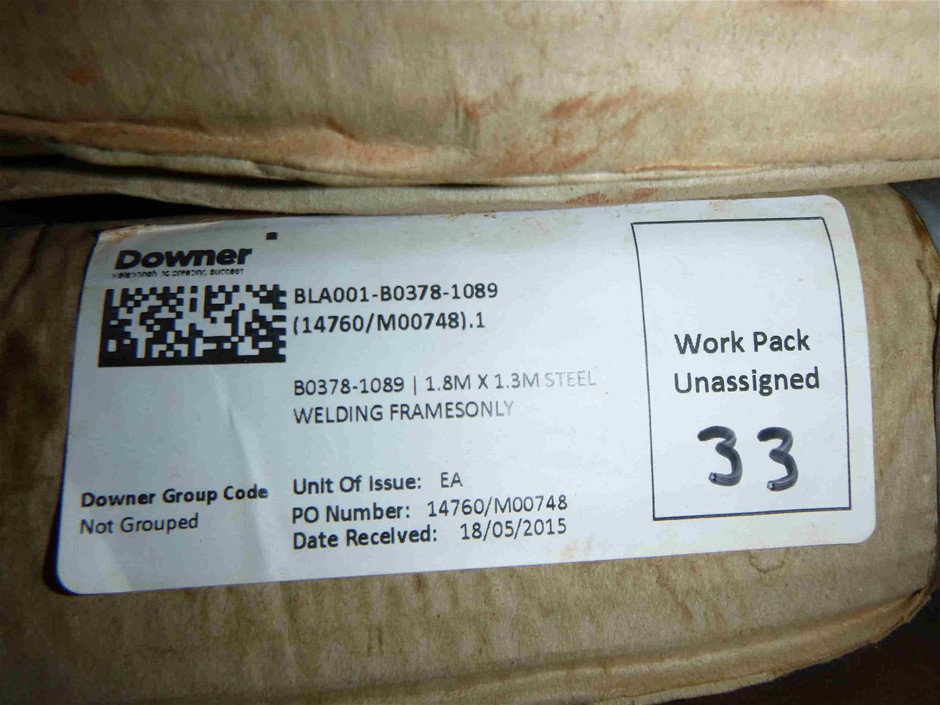 Downer
BLA001-B0378-1089
(14760/M00748).1
B0378-1089 | 1.8M X 1.3M STEEL
WELDING FRAMESONLY
Downer Group Code
Not Grouped
Unit Of Issue: EA
PO Number: 14760/M00748
Date Received: 18/05/2015
Work Pack
Unassigned
33